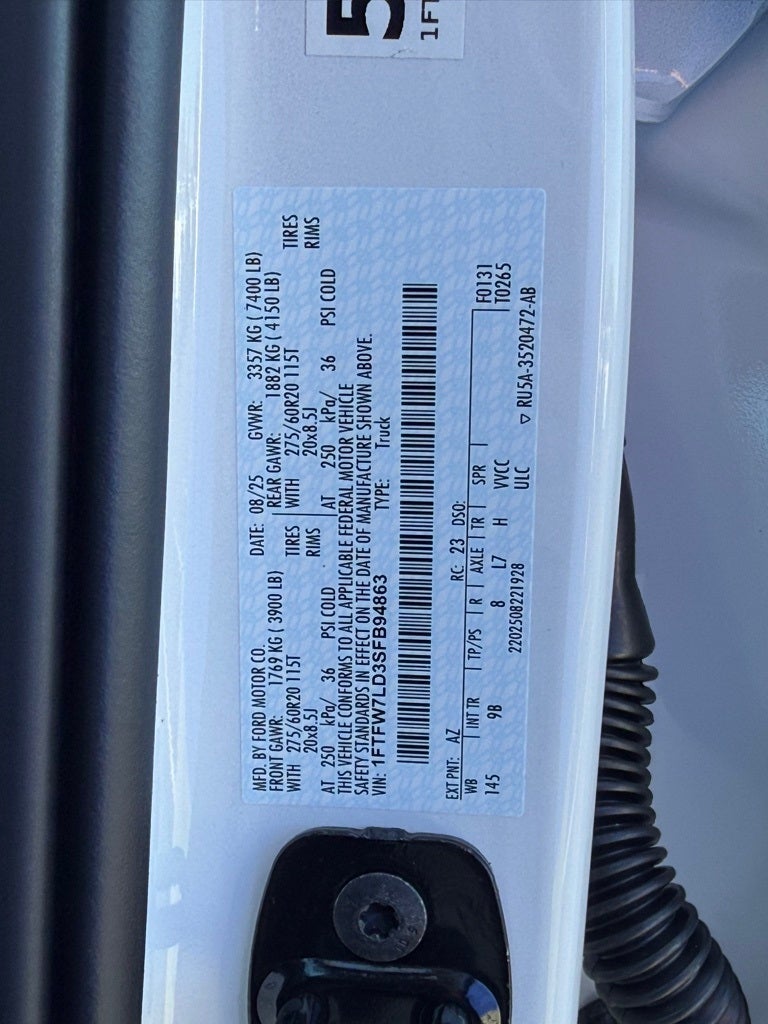 5
1FT
MFD. BY FORD MOTOR CO. DATE: 08/25 GVWR: 3357 KG ( 7400 LB)
FRONT GAWR: 1769 KG ( 3900 LB) REAR GAWR: 1882 KG ( 4150 LB)
WITH 275/60R20 115T TIRES WITH 275/60R20 115T TIRES
20x8.5J RIMS 20x8.5J RIMS
AT 250 kPa/ 36 PSI COLD AT 250 kPa/ 36 PSI COLD
THIS VEHICLE CONFORMS TO ALL APPLICABLE FEDERAL MOTOR VEHICLE
SAFETY STANDARDS IN EFFECT ON THE DATE OF MANUFACTURE SHOWN ABOVE.
VIN: 1FTFW7LD3SFB94863 TYPE: Truck
EXT PNT: AZ RC: 23 DSO: F0131
WB INT TR TP/PS R AXLE TR SPR T0265
145 9B 8 L7 H VVCC
2202508221928 ULC ▽ RU5A-3520472-AB